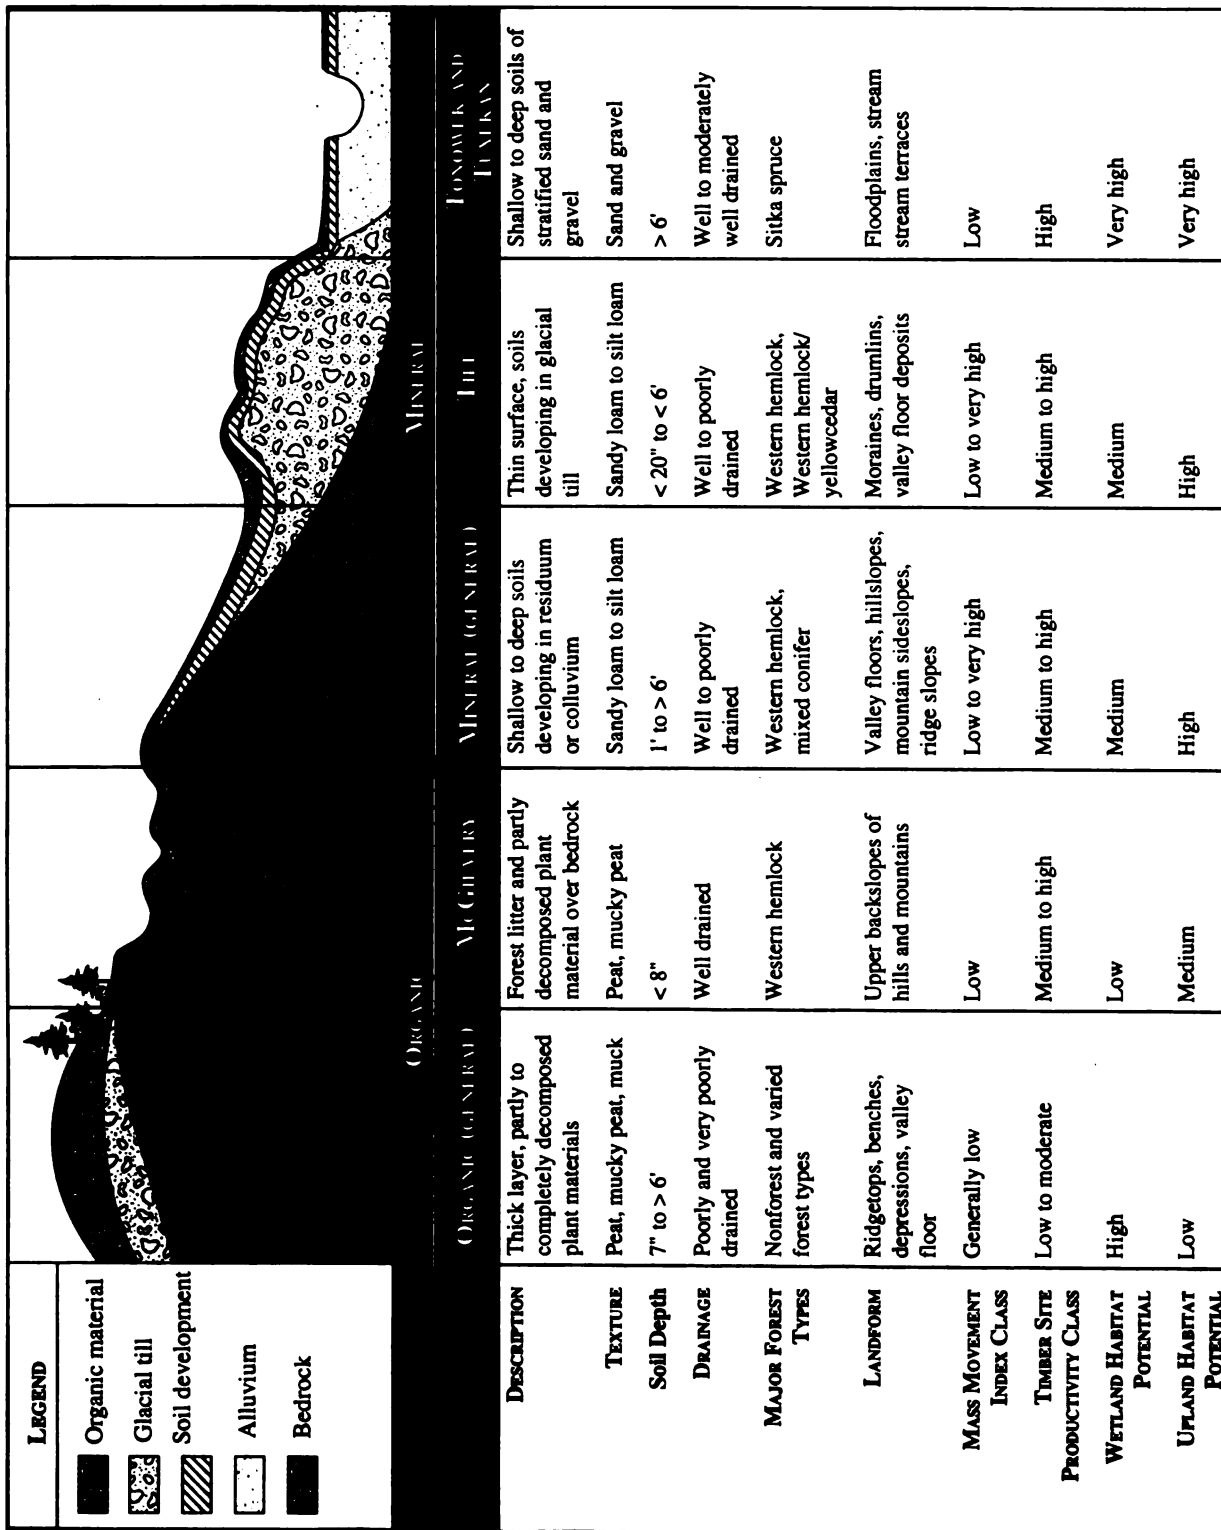 LEGEND
Organic material
Glacial till
Soil development
Alluvium
Bedrock
ORGANIC
MINERAL
ORGANIC (GENERAL)
MCGILVERY
MINERAL (GENERAL)
TILL
TONOWEK AND
TUXEKAN
DESCRIPTION
Thick layer, partly to
completely decomposed
plant materials
Forest litter and partly
decomposed plant
material over bedrock
Shallow to deep soils
developing in residuum
or colluvium
Thin surface, soils
developing in glacial
till
Shallow to deep soils of
stratified sand and
gravel
TEXTURE
Peat, mucky peat, muck
Peat, mucky peat
Sandy loam to silt loam
Sandy loam to silt loam
Sand and gravel
Soil Depth
7" to > 6'
< 8"
1' to > 6'
< 20" to < 6'
> 6'
DRAINAGE
Poorly and very poorly
drained
Well drained
Well to poorly
drained
Well to poorly
drained
Well to moderately
well drained
MAJOR FOREST
TYPES
Nonforest and varied
forest types
Western hemlock
Western hemlock,
mixed conifer
Western hemlock,
Western hemlock/
yellowcedar
Sitka spruce
LANDFORM
Ridgetops, benches,
depressions, valley
floor
Upper backslopes of
hills and mountains
Valley floors, hillslopes,
mountain sideslopes,
ridge slopes
Moraines, drumlins,
valley floor deposits
Floodplains, stream
stream terraces
MASS MOVEMENT
INDEX CLASS
Generally low
Low
Low to very high
Low to very high
Low
TIMBER SITE
PRODUCTIVITY CLASS
Low to moderate
Medium to high
Medium to high
Medium to high
High
WETLAND HABITAT
POTENTIAL
High
Low
Medium
Medium
Very high
UPLAND HABITAT
POTENTIAL
Low
Medium
High
High
Very high